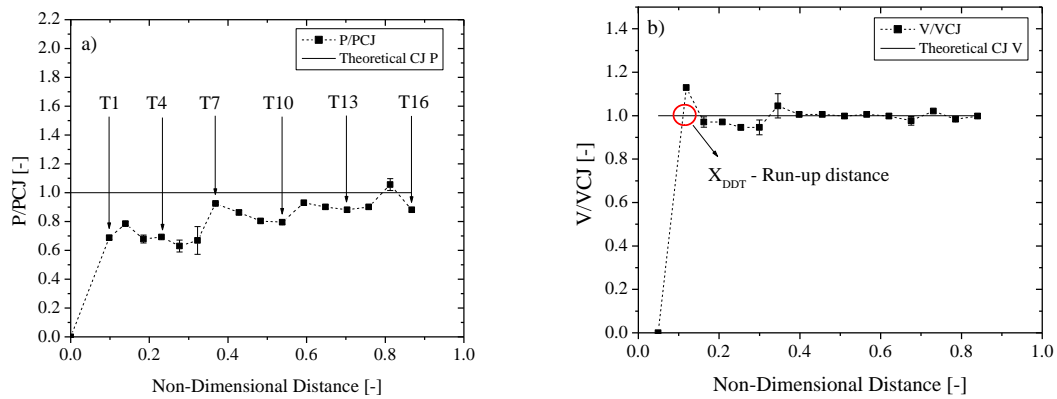 a)
P/PCJ
Theoretical CJ P
T1 T4 T7 T10 T13 T16
2.2
2.0
1.8
1.6
1.4
1.2
1.0
0.8
0.6
0.4
0.2
0.0
P/PCJ [-]
0.0 0.2 0.4 0.6 0.8 1.0
Non-Dimensional Distance [-]
b)
V/VCJ
Theoretical CJ V
1.4
1.2
1.0
0.8
0.6
0.4
0.2
0.0
V/VCJ [-]
X_DDT - Run-up distance
0.0 0.2 0.4 0.6 0.8 1.0
Non-Dimensional Distance [-]